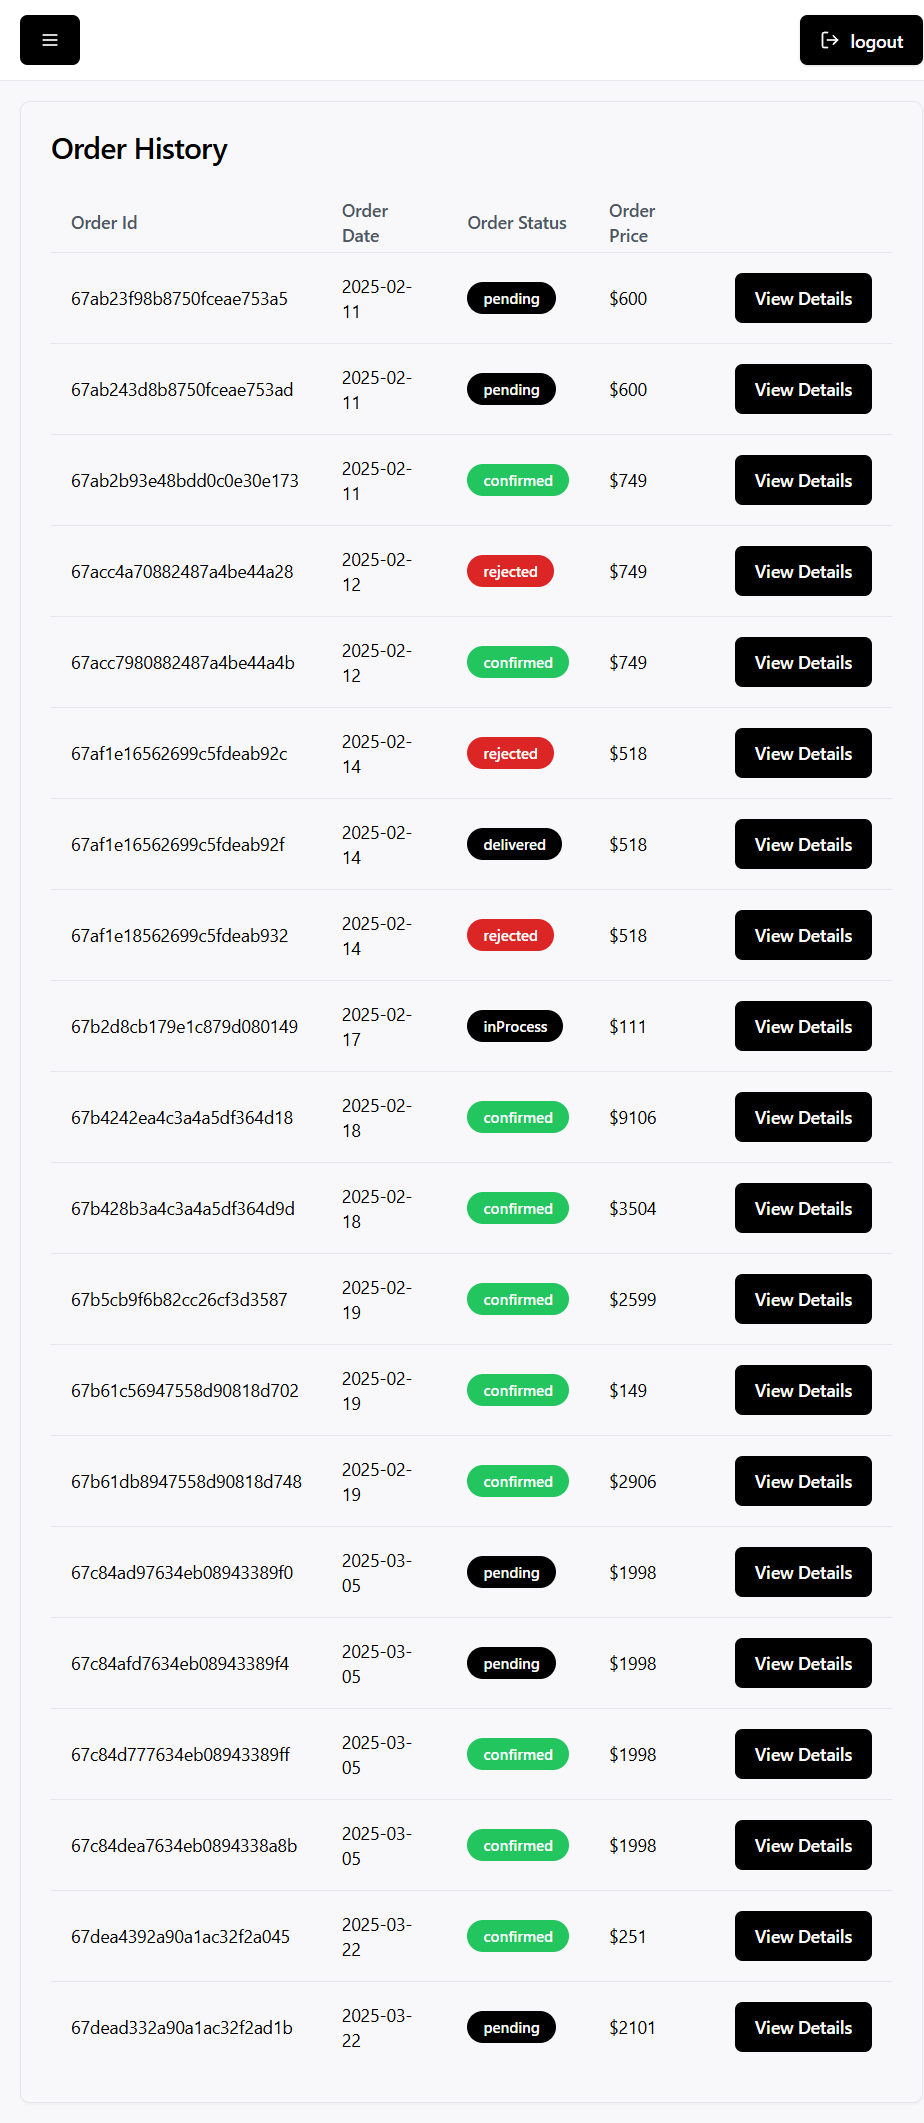 logout
Order History
Order Id
Order
Date
Order Status
Order
Price
67ab23f98b8750fceae753a5
2025-02-
11
pending
$600
View Details
67ab243d8b8750fceae753ad
2025-02-
11
pending
$600
View Details
67ab2b93e48bdd0c0e30e173
2025-02-
11
confirmed
$749
View Details
67acc4a70882487a4be44a28
2025-02-
12
rejected
$749
View Details
67acc7980882487a4be44a4b
2025-02-
12
confirmed
$749
View Details
67af1e16562699c5fdeab92c
2025-02-
14
rejected
$518
View Details
67af1e16562699c5fdeab92f
2025-02-
14
delivered
$518
View Details
67af1e18562699c5fdeab932
2025-02-
14
rejected
$518
View Details
67b2d8cb179e1c879d080149
2025-02-
17
inProcess
$111
View Details
67b4242ea4c3a4a5df364d18
2025-02-
18
confirmed
$9106
View Details
67b428b3a4c3a4a5df364d9d
2025-02-
18
confirmed
$3504
View Details
67b5cb9f6b82cc26cf3d3587
2025-02-
19
confirmed
$2599
View Details
67b61c56947558d90818d702
2025-02-
19
confirmed
$149
View Details
67b61db8947558d90818d748
2025-02-
19
confirmed
$2906
View Details
67c84ad97634eb08943389f0
2025-03-
05
pending
$1998
View Details
67c84afd7634eb08943389f4
2025-03-
05
pending
$1998
View Details
67c84d777634eb08943389ff
2025-03-
05
confirmed
$1998
View Details
67c84dea7634eb0894338a8b
2025-03-
05
confirmed
$1998
View Details
67dea4392a90a1ac32f2a045
2025-03-
22
confirmed
$251
View Details
67dead332a90a1ac32f2ad1b
2025-03-
22
pending
$2101
View Details